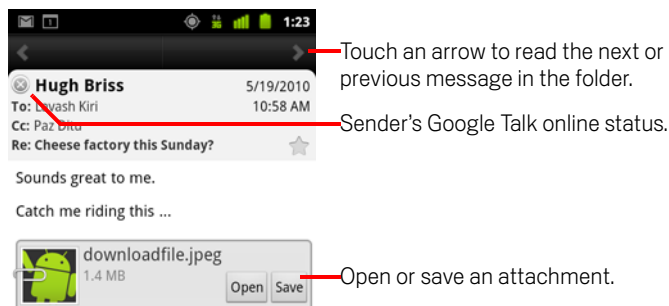 1:23
Touch an arrow to read the next or
previous message in the folder.
Hugh Briss
5/19/2010
To: Lavash Kiri
10:58 AM
Sender's Google Talk online status.
Cc: Paz Ditu
Re: Cheese factory this Sunday?
Sounds great to me.
Catch me riding this ...
downloadfile.jpeg
1.4 MB
Open Save
Open or save an attachment.